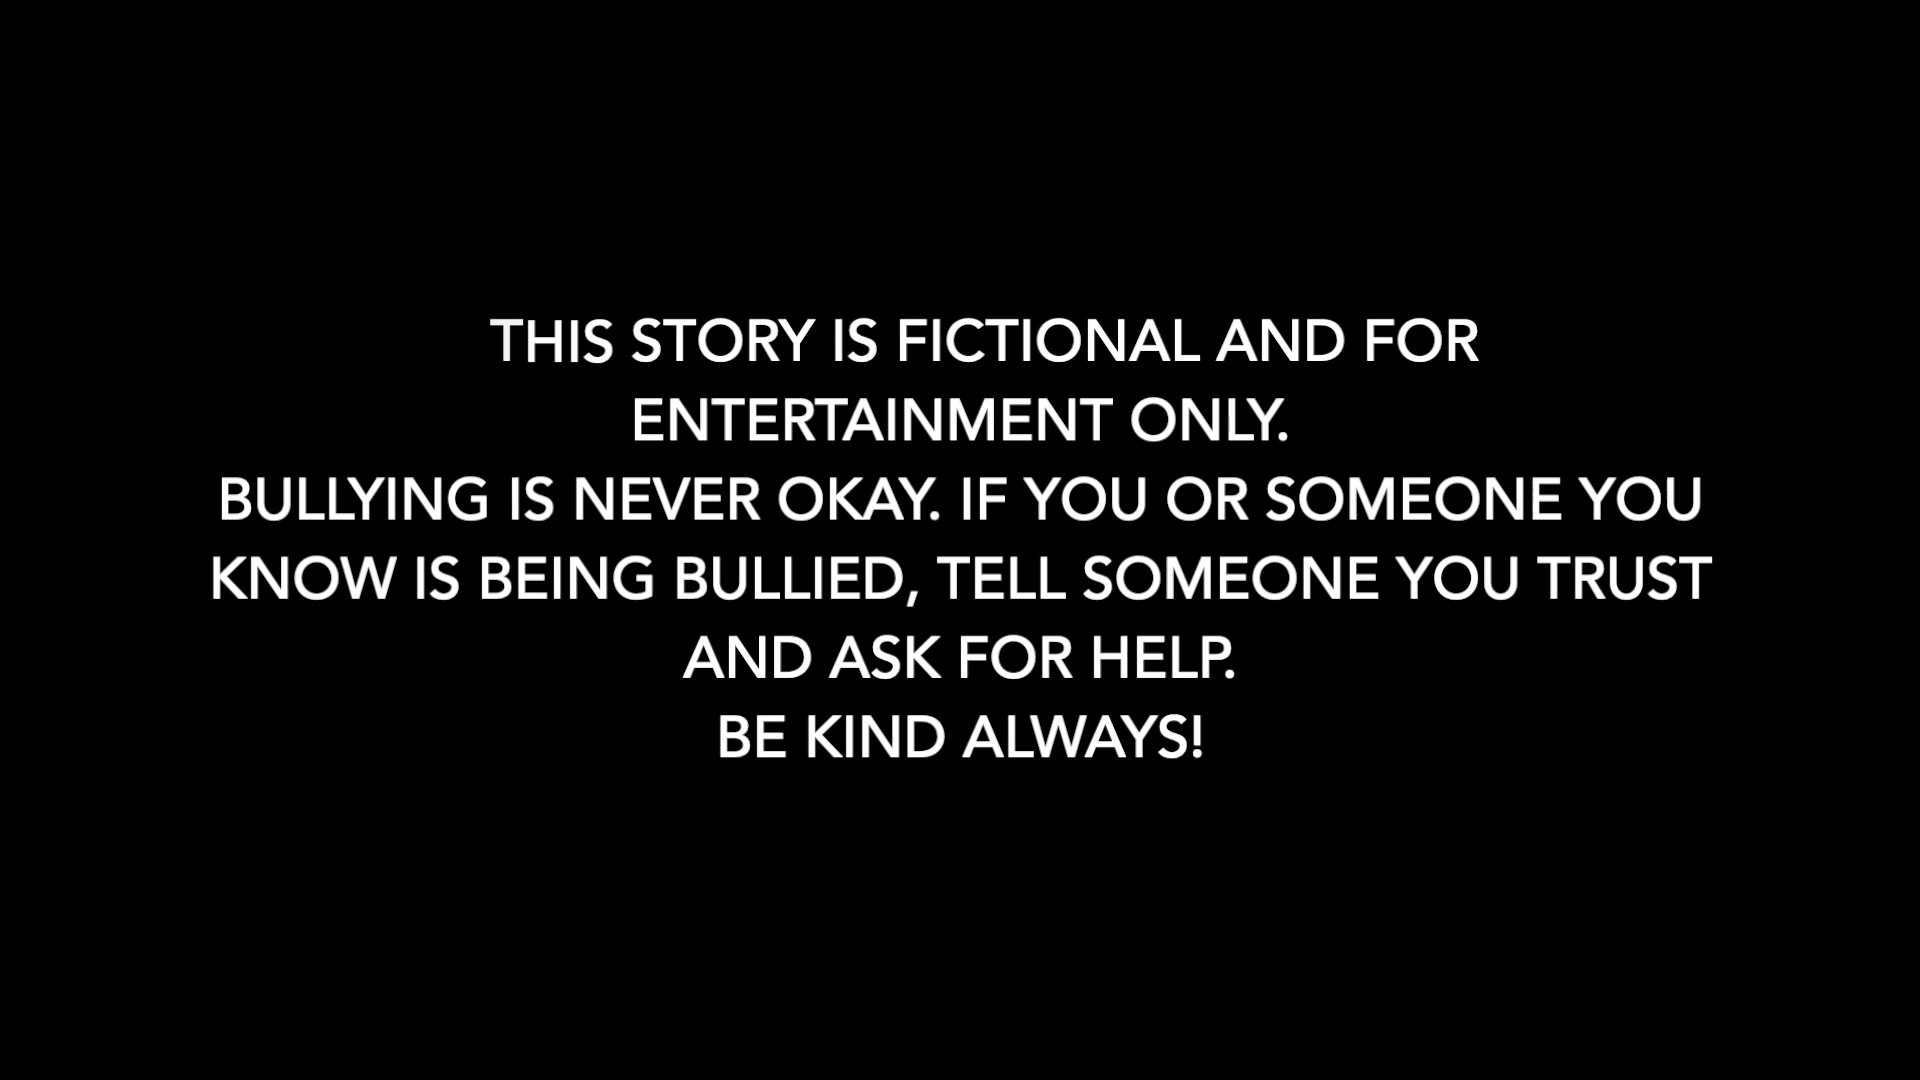 THIS STORY IS FICTIONAL AND FOR
ENTERTAINMENT ONLY.
BULLYING IS NEVER OKAY. IF YOU OR SOMEONE YOU
KNOW IS BEING BULLIED, TELL SOMEONE YOU TRUST
AND ASK FOR HELP.
BE KIND ALWAYS!